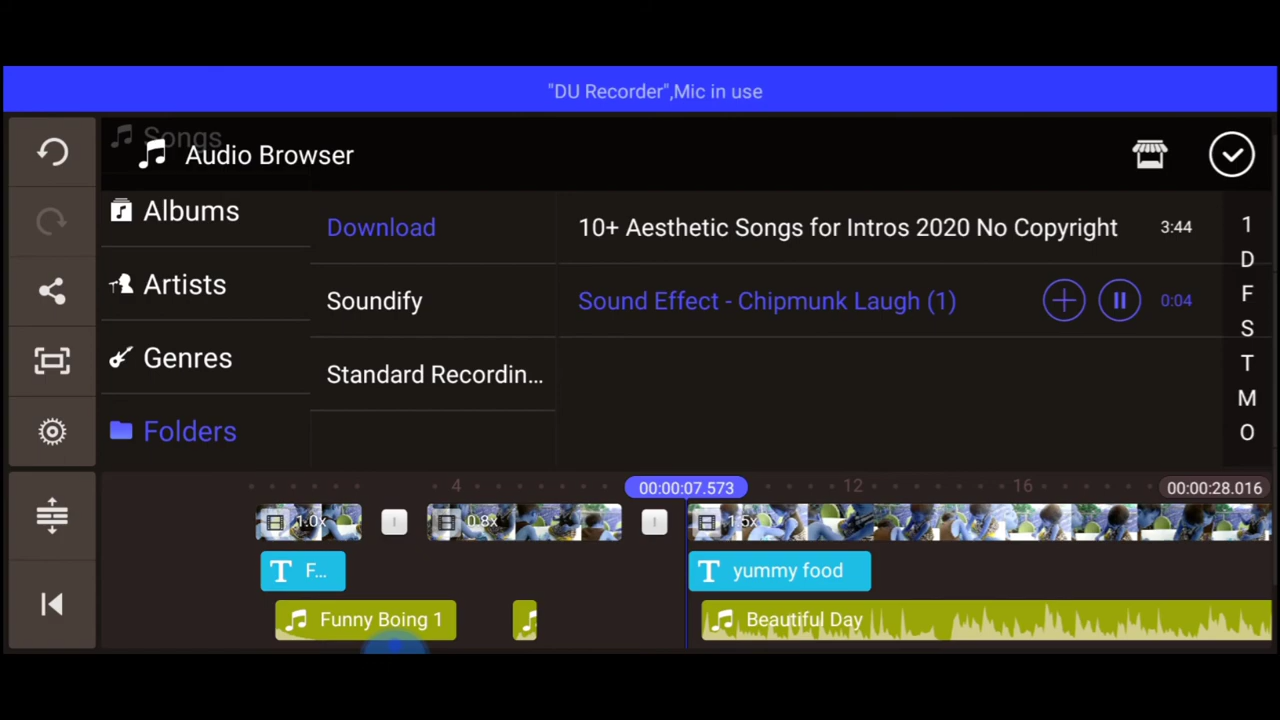 "DU Recorder",Mic in use
Songs
Audio Browser
Albums
Artists
Genres
Folders
Download
Soundify
Standard Recordin...
10+ Aesthetic Songs for Intros 2020 No Copyright 3:44
Sound Effect - Chipmunk Laugh (1) 0:04
1
D
F
S
T
M
O
4
00:00:07.573
12
16
00:00:28.016
1.0x
0.8x
1.5x
T F...
T yummy food
Funny Boing 1
Beautiful Day